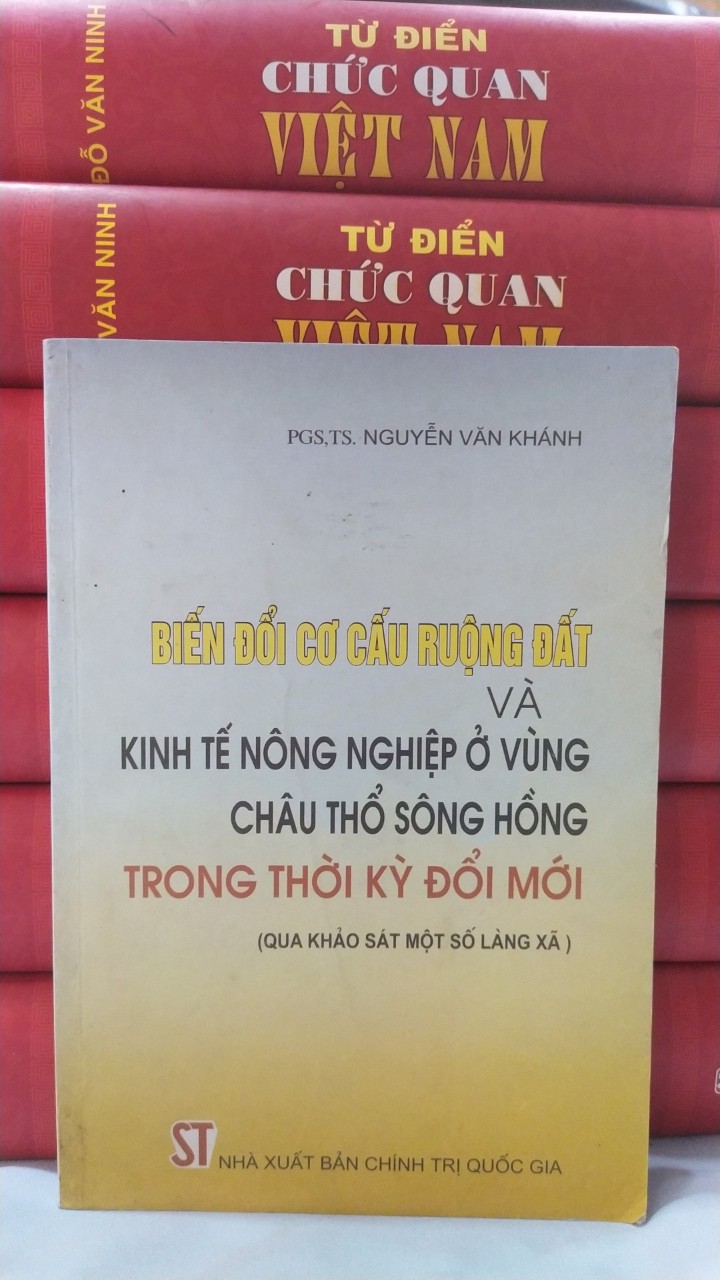 TỪ ĐIỂN
CHỨC QUAN
VIỆT NAM
ĐỖ VĂN NINH
TỪ ĐIỂN
CHỨC QUAN
VIỆT NAM
VĂN NINH
PGS,TS. NGUYỄN VĂN KHÁNH
BIẾN ĐỔI CƠ CẤU RUỘNG ĐẤT
VÀ
KINH TẾ NÔNG NGHIỆP Ở VÙNG
CHÂU THỔ SÔNG HỒNG
TRONG THỜI KỲ ĐỔI MỚI
(QUA KHẢO SÁT MỘT SỐ LÀNG XÃ )
ST NHÀ XUẤT BẢN CHÍNH TRỊ QUỐC GIA